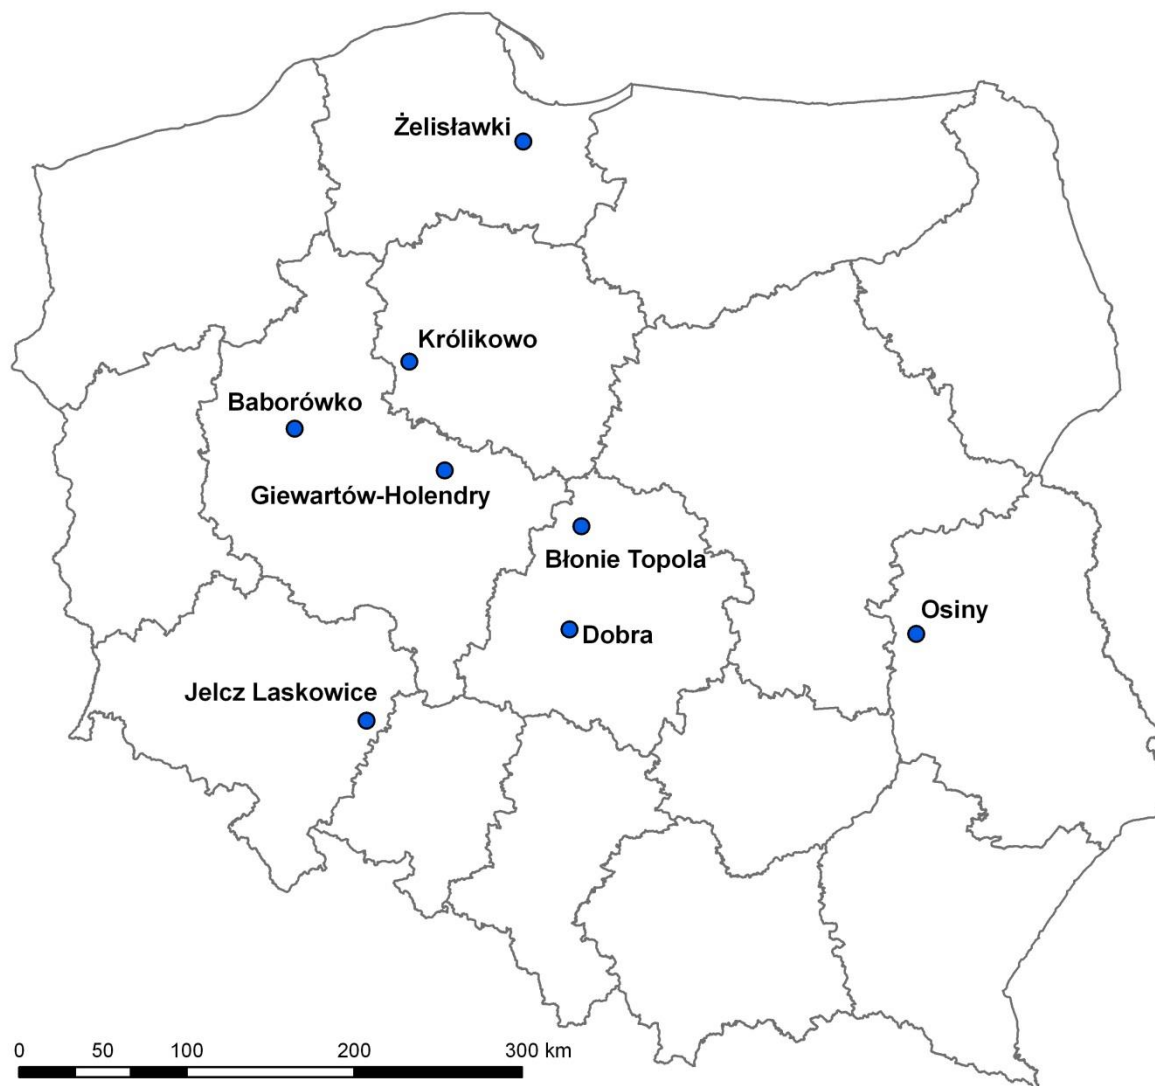 Żelisławki
Królikowo
Baborówko
Giewartów-Holendry
Błonie Topola
Osiny
Dobra
Jelcz Laskowice
0 50 100 200 300 km